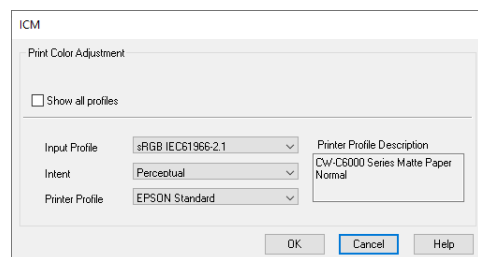 ICM
Print Color Adjustment
Show all profiles
Input Profile
sRGB IEC61966-2.1
Intent
Perceptual
Printer Profile
EPSON Standard
Printer Profile Description
CW-C6000 Series Matte Paper
Normal
OK
Cancel
Help